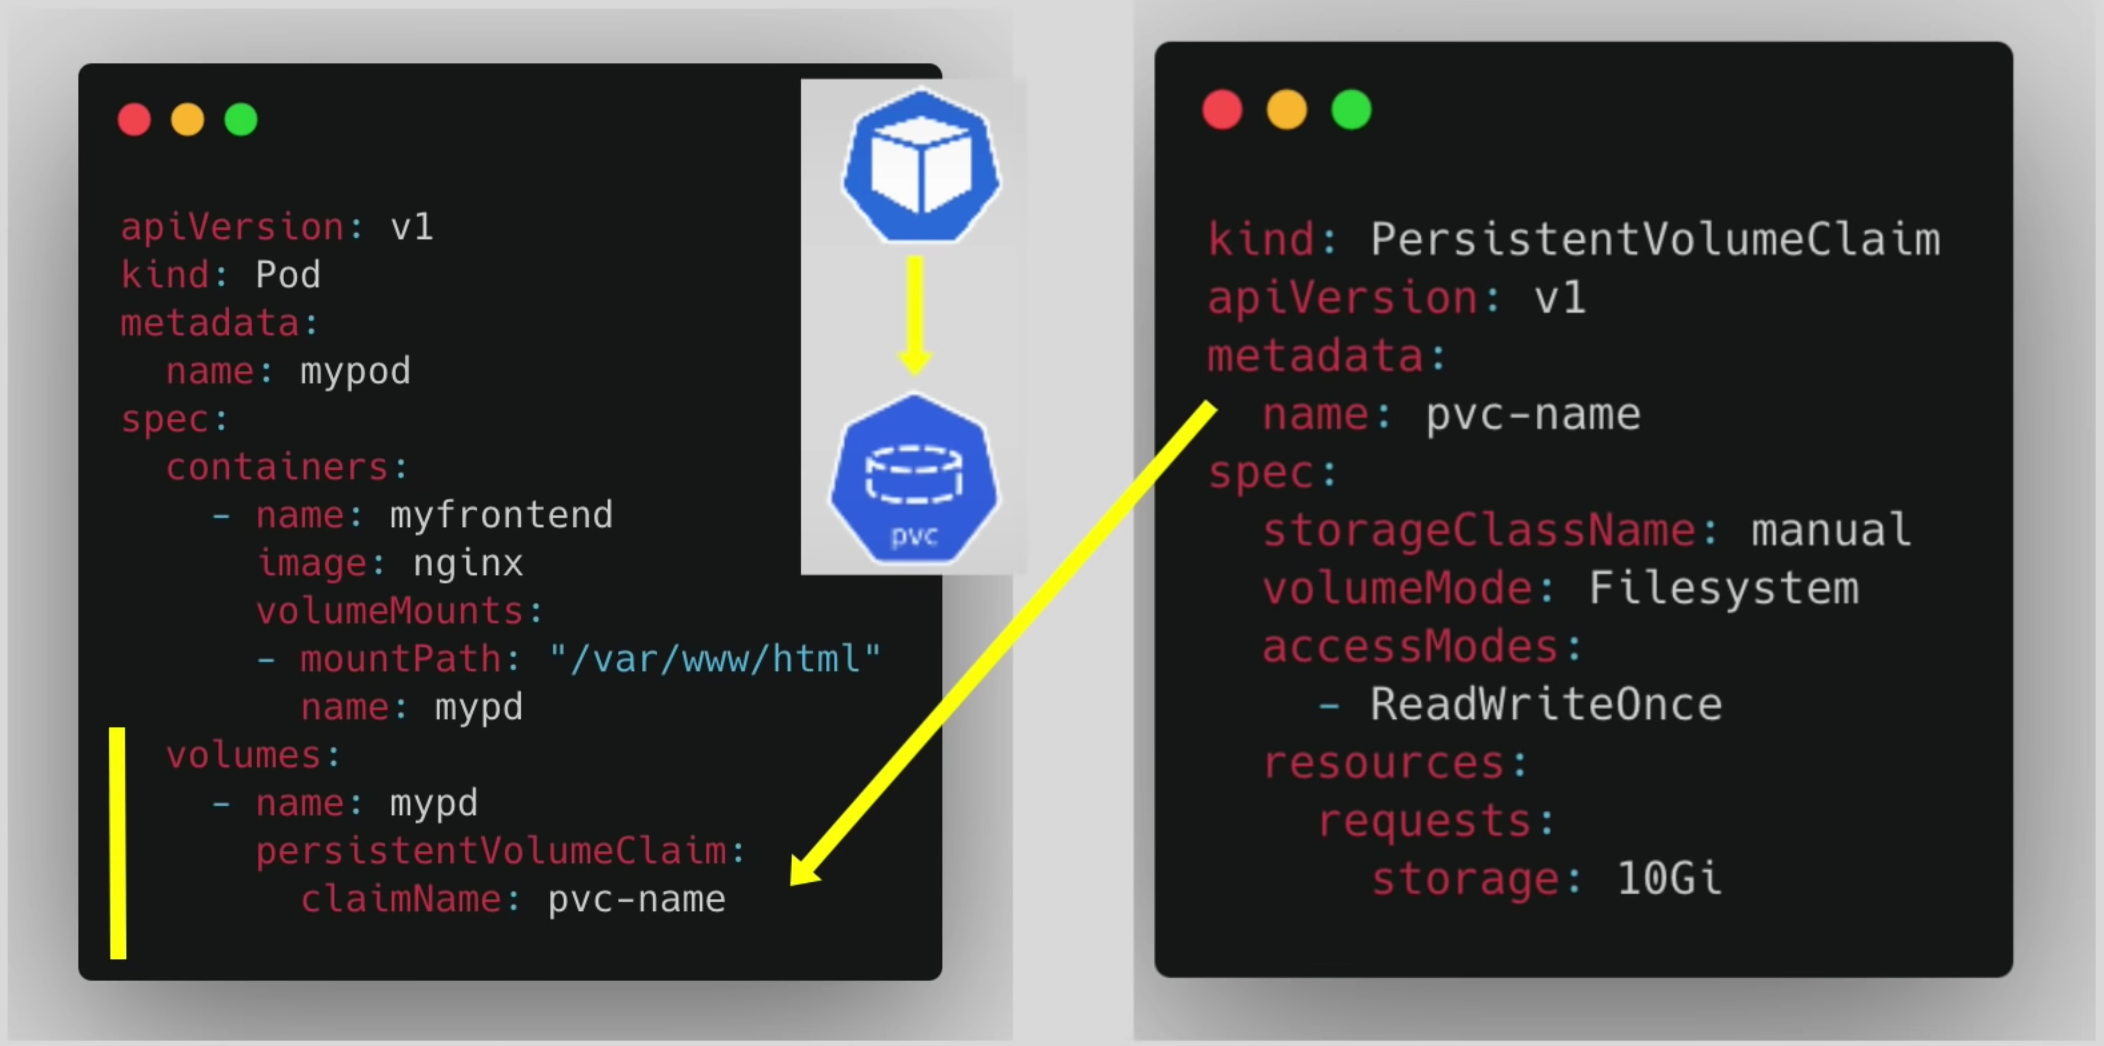 apiVersion: v1
kind: Pod
metadata:
  name: mypod
spec:
  containers:
    - name: myfrontend
      image: nginx
      volumeMounts:
      - mountPath: "/var/www/html"
        name: mypd
  volumes:
    - name: mypd
      persistentVolumeClaim:
        claimName: pvc-name
pvc
kind: PersistentVolumeClaim
apiVersion: v1
metadata:
  name: pvc-name
spec:
  storageClassName: manual
  volumeMode: Filesystem
  accessModes:
    - ReadWriteOnce
  resources:
    requests:
      storage: 10Gi